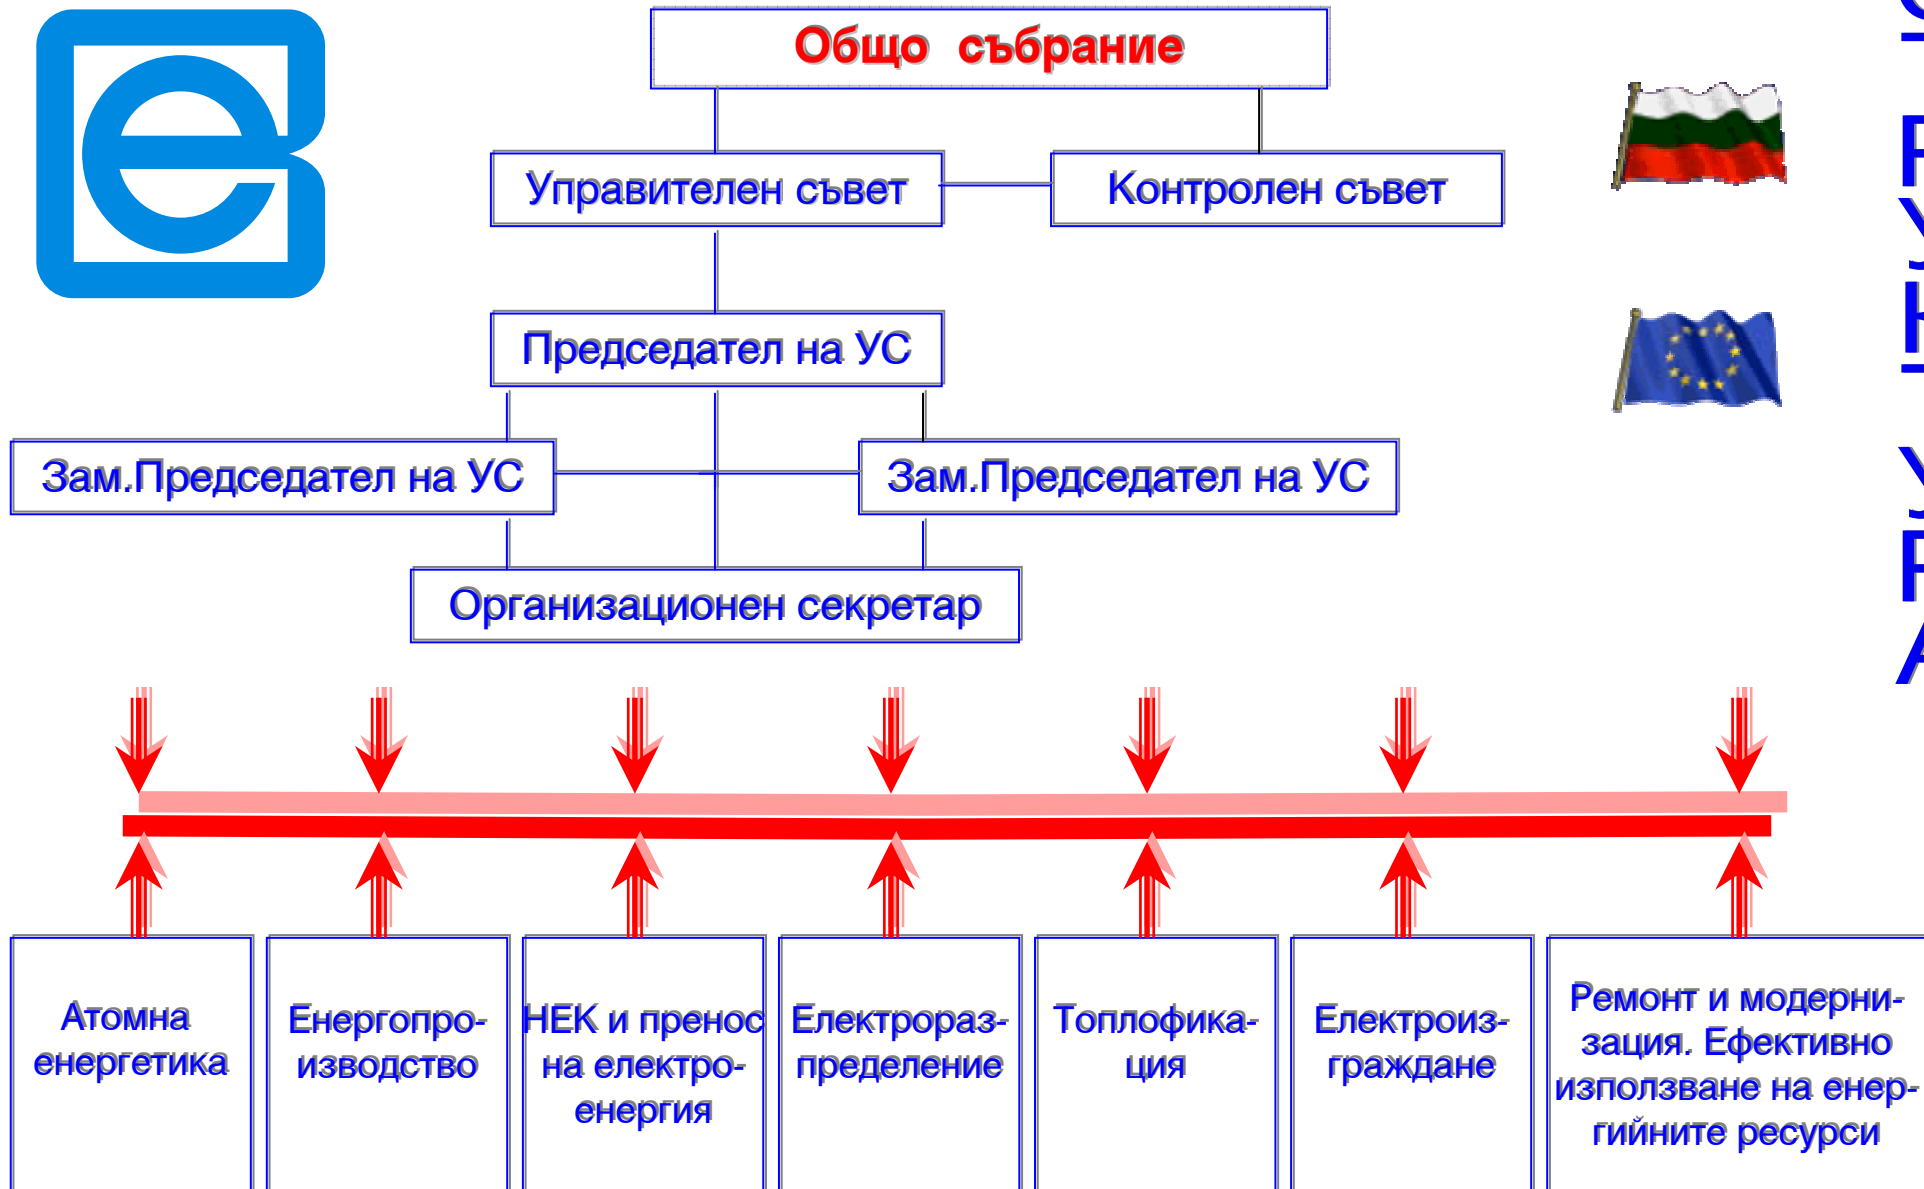 Общо събрание
Управителен съвет
Контролен съвет
Председател на УС
Зам.Председател на УС
Зам.Председател на УС
Организационен секретар
Атомна
енергетика
Енергопро-
изводство
НЕК и пренос
на електро-
енергия
Електрораз-
пределение
Топлофика-
ция
Електроиз-
граждане
Ремонт и модерни-
зация. Ефективно
използване на енер-
гийните ресурси